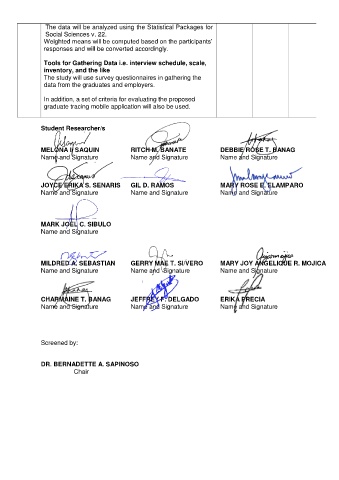 The data will be analyzed using the Statistical Packages for
Social Sciences v. 22.
Weighted means will be computed based on the participants'
responses and will be converted accordingly.
Tools for Gathering Data i.e. interview schedule, scale,
inventory, and the like
The study will use survey questionnaires in gathering the
data from the graduates and employers.
In addition, a set of criteria for evaluating the proposed
graduate tracing mobile application will also be used.
Student Researcher/s
MELONA I. SAQUIN RITCH M. BANATE DEBBIE ROSE T. BANAG
Name and Signature Name and Signature Name and Signature
JOYCE ERIKA S. SENARIS GIL D. RAMOS MARY ROSE E. ELAMPARO
Name and Signature Name and Signature Name and Signature
MARK JOEL C. SIBULO
Name and Signature
MILDRED A. SEBASTIAN GERRY MAE T. SILVERO MARY JOY ANGELIQUE R. MOJICA
Name and Signature Name and Signature Name and Signature
CHARMAINE T. BANAG JEFFREY F. DELGADO ERIKA PRECIA
Name and Signature Name and Signature Name and Signature
Screened by:
DR. BERNADETTE A. SAPINOSO
Chair